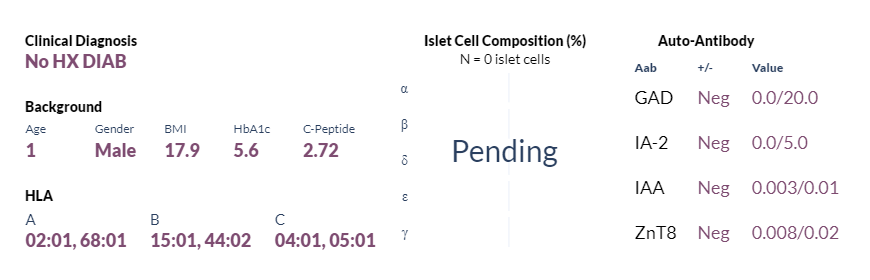 Clinical Diagnosis
No HX DIAB
Background
Age Gender BMI HbA1c C-Peptide
1 Male 17.9 5.6 2.72
HLA
A B C
02:01, 68:01 15:01, 44:02 04:01, 05:01
Islet Cell Composition (%)
N = 0 islet cells
α
β
δ
ε
γ
Pending
Auto-Antibody
Aab +/- Value
GAD Neg 0.0/20.0
IA-2 Neg 0.0/5.0
IAA Neg 0.003/0.01
ZnT8 Neg 0.008/0.02